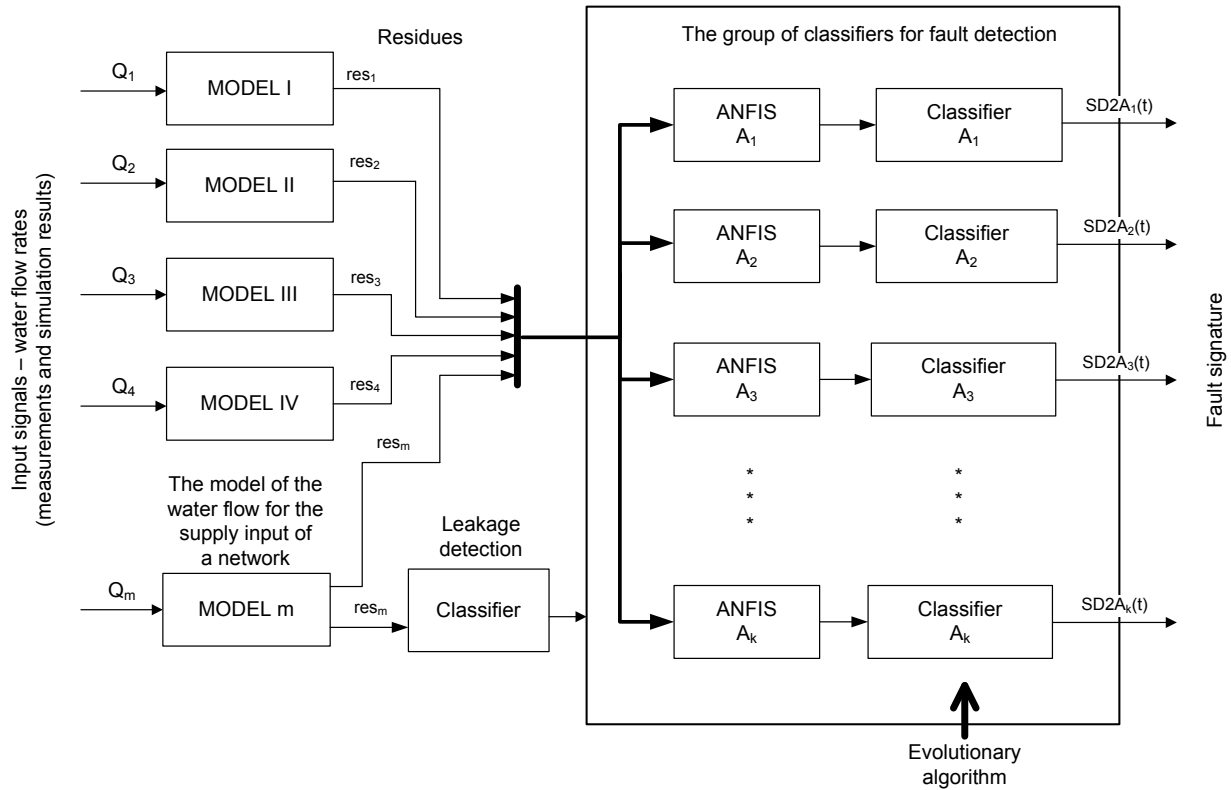 Residues
The group of classifiers for fault detection
Input signals – water flow rates
(measurements and simulation results)
Q1
MODEL I
res1
Q2
MODEL II
res2
Q3
MODEL III
res3
Q4
MODEL IV
res4
resm
The model of the
water flow for the
supply input of
a network
Qm
MODEL m
resm
Leakage
detection
Classifier
ANFIS
A1
Classifier
A1
SD2A1(t)
ANFIS
A2
Classifier
A2
SD2A2(t)
ANFIS
A3
Classifier
A3
SD2A3(t)
*
*
*
*
*
*
ANFIS
Ak
Classifier
Ak
SD2Ak(t)
Fault signature
Evolutionary
algorithm